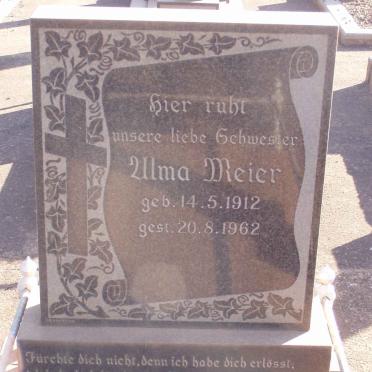 Hier ruht
unsere liebe Schwester
Alma Meier
geb. 14.5.1912
gest. 20.8.1962
Fürchte dich nicht, denn ich habe dich erlöst,